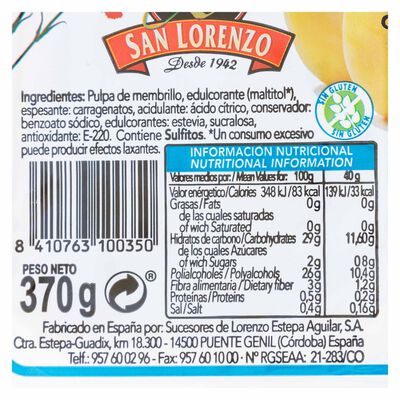 SAN LORENZO
Desde 1942
Ingredientes: Pulpa de membrillo, edulcorante (maltitol*),
espesante: carragenatos, acidulante: ácido cítrico, conservador:
benzoato sódico, edulcorantes: estevia, sucralosa,
antioxidante: E-220. Contiene Sulfitos. *Un consumo excesivo
puede producir efectos laxantes.
SIN GLUTEN
SIN GLUTEN
INFORMACION NUTRICIONAL
NUTRITIONAL INFORMATION
Valores medios por: / Mean Values for: 100g 40 g
Valor energético/Calories 348 kJ/83 kcal 139 kJ/33 kcal
Grasas/Fats 0g 0g
de las cuales saturadas
of wich Saturated 0g 0g
Hidratos de carbono/Carbohydrates 29g 11,60g
de los cuales Azúcares
of Wich Sugars 2g 0,8g
Polialcoholes/Polyalcohols 26g 10,4g
Fibra alimentaria/Dietary fiber 3g 1,2g
Proteínas/Proteins 0,5g 0,2g
Sal/Salt 0,4g 0,16g
8 410763 100350
PESO NETO
370g
Fabricado en España por: Sucesores de Lorenzo Estepa Aguilar, S.A.
Ctra. Estepa-Guadix, km 18.300 - 14500 PUENTE GENIL (Córdoba) España
Telf.: 957 60 02 96 - Fax: 957 60 10 00 - Nº RGSEAA: 21-283/CO